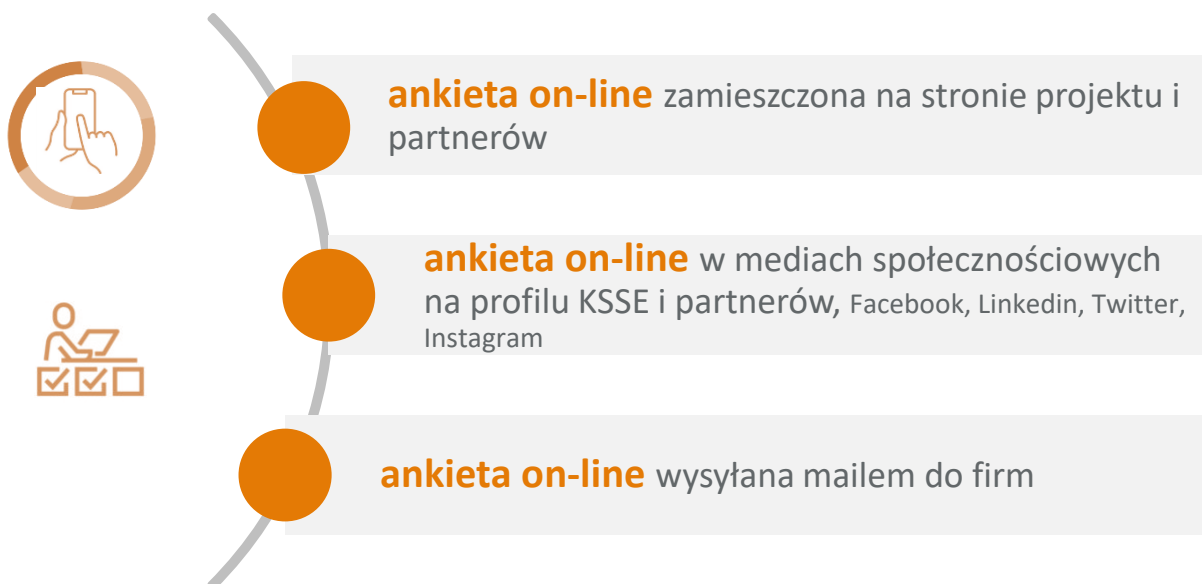 ankieta on-line zamieszczona na stronie projektu i
partnerów
ankieta on-line w mediach społecznościowych
na profilu KSSE i partnerów, Facebook, Linkedin, Twitter,
Instagram
ankieta on-line wysyłana mailem do firm